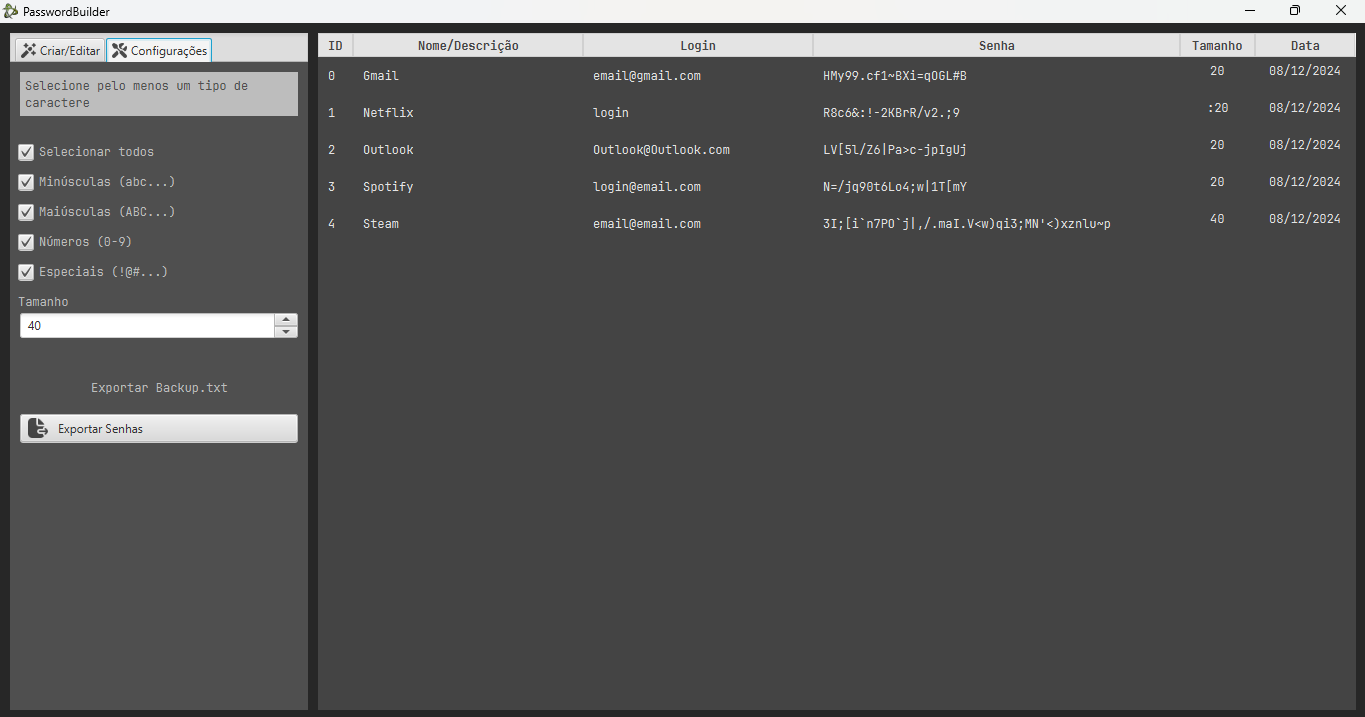 PasswordBuilder
Criar/Editar Configurações
Selecione pelo menos um tipo de
caractere
Selecionar todos
Minúsculas (abc...)
Maiúsculas (ABC...)
Números (0-9)
Especiais (!@#...)
Tamanho
40
Exportar Backup.txt
Exportar Senhas
ID Nome/Descrição Login Senha Tamanho Data
0 Gmail email@gmail.com HMy99.cf1~BXi=qOGL#B 20 08/12/2024
1 Netflix login R8c6&:!-2KBrR/v2.;9 :20 08/12/2024
2 Outlook Outlook@Outlook.com LV[5l/Z6|Pa>c-jpIgUj 20 08/12/2024
3 Spotify login@email.com N=/jq90t6Lo4;w|1T[mY 20 08/12/2024
4 Steam email@email.com 3I;[i`n7PO`j|,/.maI.V<w)qi3;MN'<)xznlu~p 40 08/12/2024